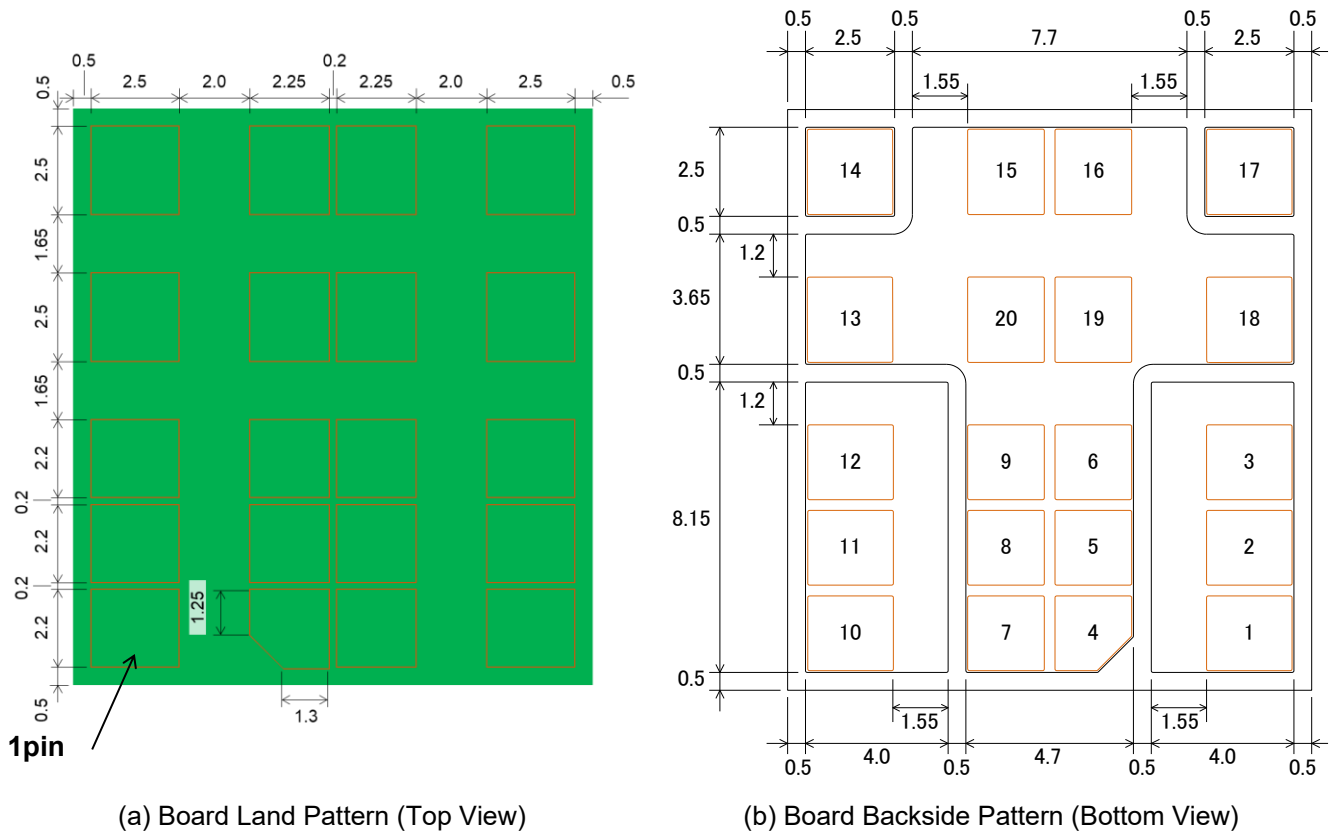 0.5 0.2
2.5 2.0 2.25 2.25 2.0 2.5 0.5
0.5
2.5
1.65
2.5
1.65
2.2
0.2
2.2
0.2
2.2
0.5
1.25
1.3
1pin
(a) Board Land Pattern (Top View)
0.5 0.5 0.5 0.5
2.5 7.7 2.5
1.55 1.55
2.5
14 15 16 17
0.5
1.2
3.65
13 20 19 18
0.5
1.2
12 9 6 3
8.15
11 8 5 2
10 7 4 1
0.5
1.55 1.55
4.0 4.7 4.0
0.5 0.5 0.5 0.5
(b) Board Backside Pattern (Bottom View)